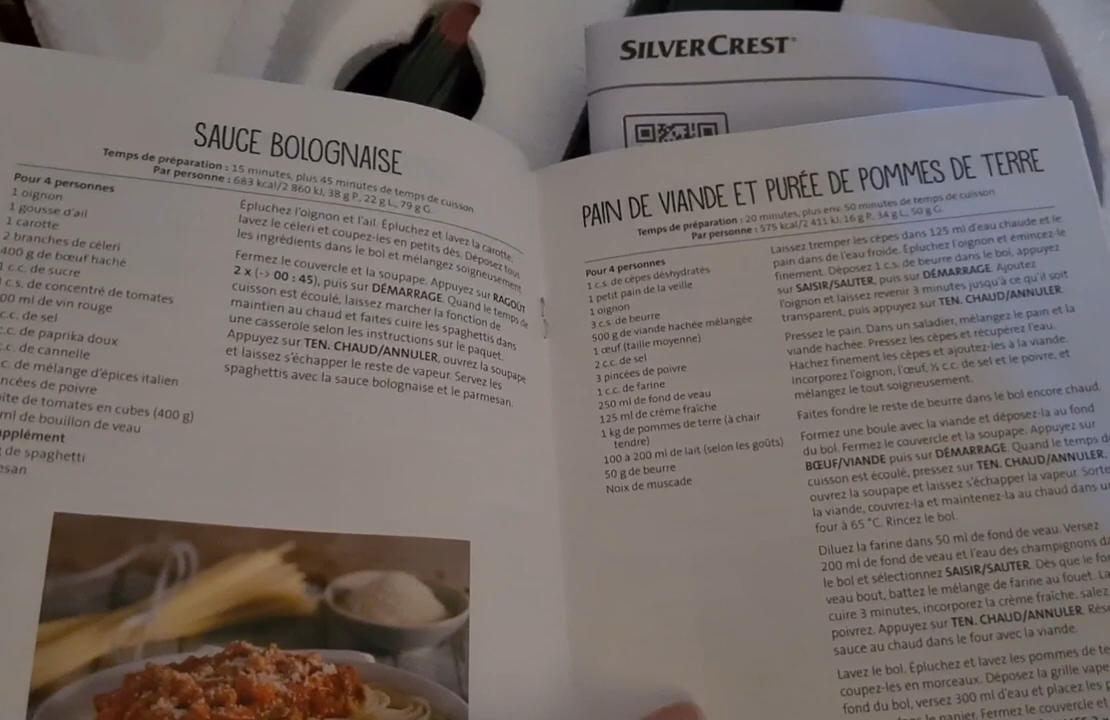 SILVERCREST®
SAUCE BOLOGNAISE
Temps de préparation : 15 minutes, plus 45 minutes de temps de cuisson
Par personne : 683 kcal/2 860 kJ, 38 g P, 22 g L, 79 g G
Pour 4 personnes
1 oignon
1 gousse d'ail
1 carotte
2 branches de céleri
400 g de bœuf haché
1 c.c. de sucre
c.s. de concentré de tomates
00 ml de vin rouge
c.c. de sel
c.c. de paprika doux
c.c. de cannelle
c. de mélange d'épices italien
ncées de poivre
oîte de tomates en cubes (400 g)
ml de bouillon de veau
pplément
de spaghetti
esan
Épluchez l'oignon et l'ail. Épluchez et lavez la carotte,
lavez le céleri et coupez-les en petits dés. Déposez tous
les ingrédients dans le bol et mélangez soigneusement.
Fermez le couvercle et la soupape. Appuyez sur RAGOÛT
2 x (-> 00 : 45), puis sur DÉMARRAGE. Quand le temps de
cuisson est écoulé, laissez marcher la fonction de
maintien au chaud et faites cuire les spaghettis dans
une casserole selon les instructions sur le paquet.
Appuyez sur TEN. CHAUD/ANNULER, ouvrez la soupape
et laissez s'échapper le reste de vapeur. Servez les
spaghettis avec la sauce bolognaise et le parmesan.
PAIN DE VIANDE ET PURÉE DE POMMES DE TERRE
Temps de préparation : 20 minutes, plus env. 50 minutes de temps de cuisson
Par personne : 575 kcal/2 411 kJ, 16 g P, 34 g L, 50 g G
Pour 4 personnes
1 c.s. de cèpes déshydratés
1 petit pain de la veille
1 oignon
3 c.s. de beurre
500 g de viande hachée mélangée
1 œuf (taille moyenne)
2 c.c. de sel
3 pincées de poivre
1 c.c. de farine
250 ml de fond de veau
125 ml de crème fraîche
1 kg de pommes de terre (à chair
tendre)
100 à 200 ml de lait (selon les goûts)
50 g de beurre
Noix de muscade
Laissez tremper les cèpes dans 125 ml d'eau chaude et le
pain dans de l'eau froide. Épluchez l'oignon et émincez-le
finement. Déposez 1 c.s. de beurre dans le bol, appuyez
sur SAISIR/SAUTER, puis sur DÉMARRAGE. Ajoutez
l'oignon et laissez revenir 3 minutes jusqu'à ce qu'il soit
transparent, puis appuyez sur TEN. CHAUD/ANNULER.
Pressez le pain. Dans un saladier, mélangez le pain et la
viande hachée. Pressez les cèpes et récupérez l'eau.
Hachez finement les cèpes et ajoutez-les à la viande.
Incorporez l'oignon, l'œuf, ½ c.c. de sel et le poivre, et
mélangez le tout soigneusement.
Faites fondre le reste de beurre dans le bol encore chaud.
Formez une boule avec la viande et déposez-la au fond
du bol. Fermez le couvercle et la soupape. Appuyez sur
BŒUF/VIANDE puis sur DÉMARRAGE. Quand le temps d
cuisson est écoulé, pressez sur TEN. CHAUD/ANNULER,
ouvrez la soupape et laissez s'échapper la vapeur. Sorte
la viande, couvrez-la et maintenez-la au chaud dans u
four à 65 °C. Rincez le bol.
Diluez la farine dans 50 ml de fond de veau. Versez
200 ml de fond de veau et l'eau des champignons da
le bol et sélectionnez SAISIR/SAUTER. Dès que le fo
veau bout, battez le mélange de farine au fouet. La
cuire 3 minutes, incorporez la crème fraîche, salez
poivrez. Appuyez sur TEN. CHAUD/ANNULER. Rés
sauce au chaud dans le four avec la viande.
Lavez le bol. Épluchez et lavez les pommes de te
coupez-les en morceaux. Déposez la grille vape
fond du bol, versez 300 ml d'eau et placez les p
dans le panier. Fermez le couvercle et